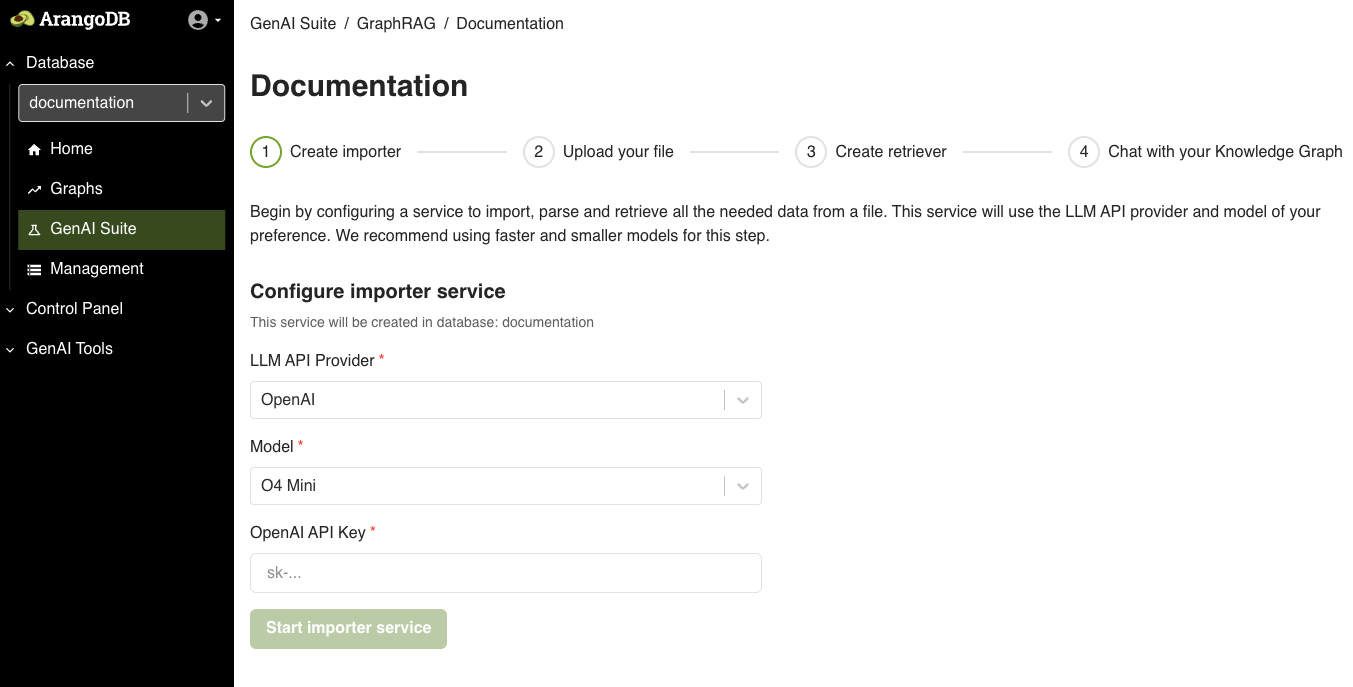 ArangoDB
Database
documentation
Home
Graphs
GenAI Suite
Management
Control Panel
GenAI Tools
GenAI Suite / GraphRAG / Documentation
Documentation
1 Create importer 2 Upload your file 3 Create retriever 4 Chat with your Knowledge Graph
Begin by configuring a service to import, parse and retrieve all the needed data from a file. This service will use the LLM API provider and model of your
preference. We recommend using faster and smaller models for this step.
Configure importer service
This service will be created in database: documentation
LLM API Provider *
OpenAI
Model *
O4 Mini
OpenAI API Key *
sk-...
Start importer service